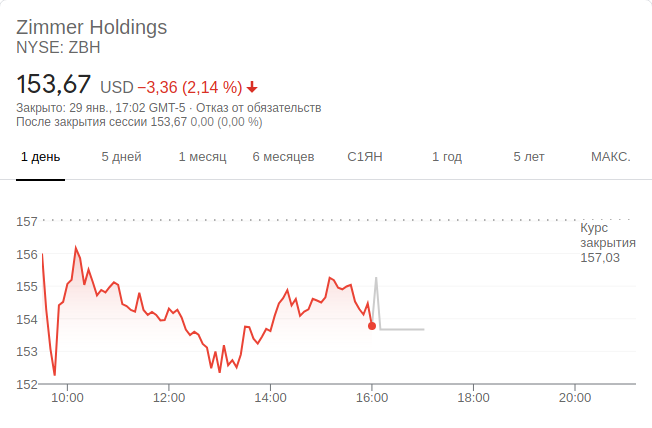 Zimmer Holdings
NYSE: ZBH
153,67 USD −3,36 (2,14 %)
Закрыто: 29 янв., 17:02 GMT-5 · Отказ от обязательств
После закрытия сессии 153,67 0,00 (0,00 %)
1 день 5 дней 1 месяц 6 месяцев С1ЯН 1 год 5 лет МАКС.
157
Курс
закрытия
157,03
156
155
154
153
152
10:00 12:00 14:00 16:00 18:00 20:00